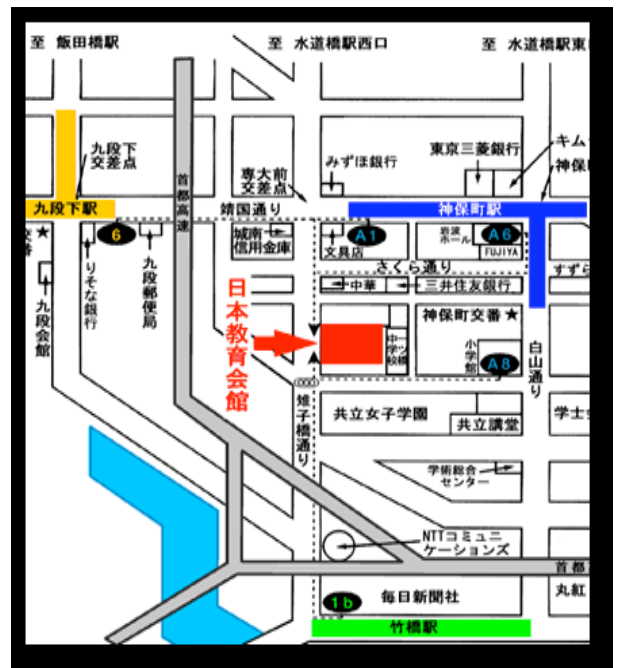 至 飯田橋駅
至 水道橋駅西口
至 水道橋駅東
九段下
交差点
首都高速
専大前
交差点
みずほ銀行
東京三菱銀行
キム
神保
九段下駅
靖国通り
神保町駅
6
A1
A6
城南
信用金庫
文具店
岩波
ホール
FUJIYA
さくら通り
すずら
交番★
りそな銀行
九段郵便局
九段会館
中華
三井住友銀行
日本教育会館
一ツ橋
中学校
神保町交番★
小学館
A8
白山通り
雉子橋通り
共立女子学園
共立講堂
学士
学術総合
センター
NTTコミュニ
ケーションズ
首都
1b
毎日新聞社
丸紅
竹橋駅